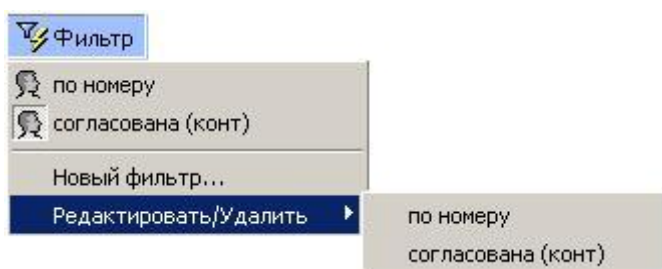 Фильтр
по номеру
согласована (конт)
Новый фильтр...
Редактировать/Удалить
по номеру
согласована (конт)